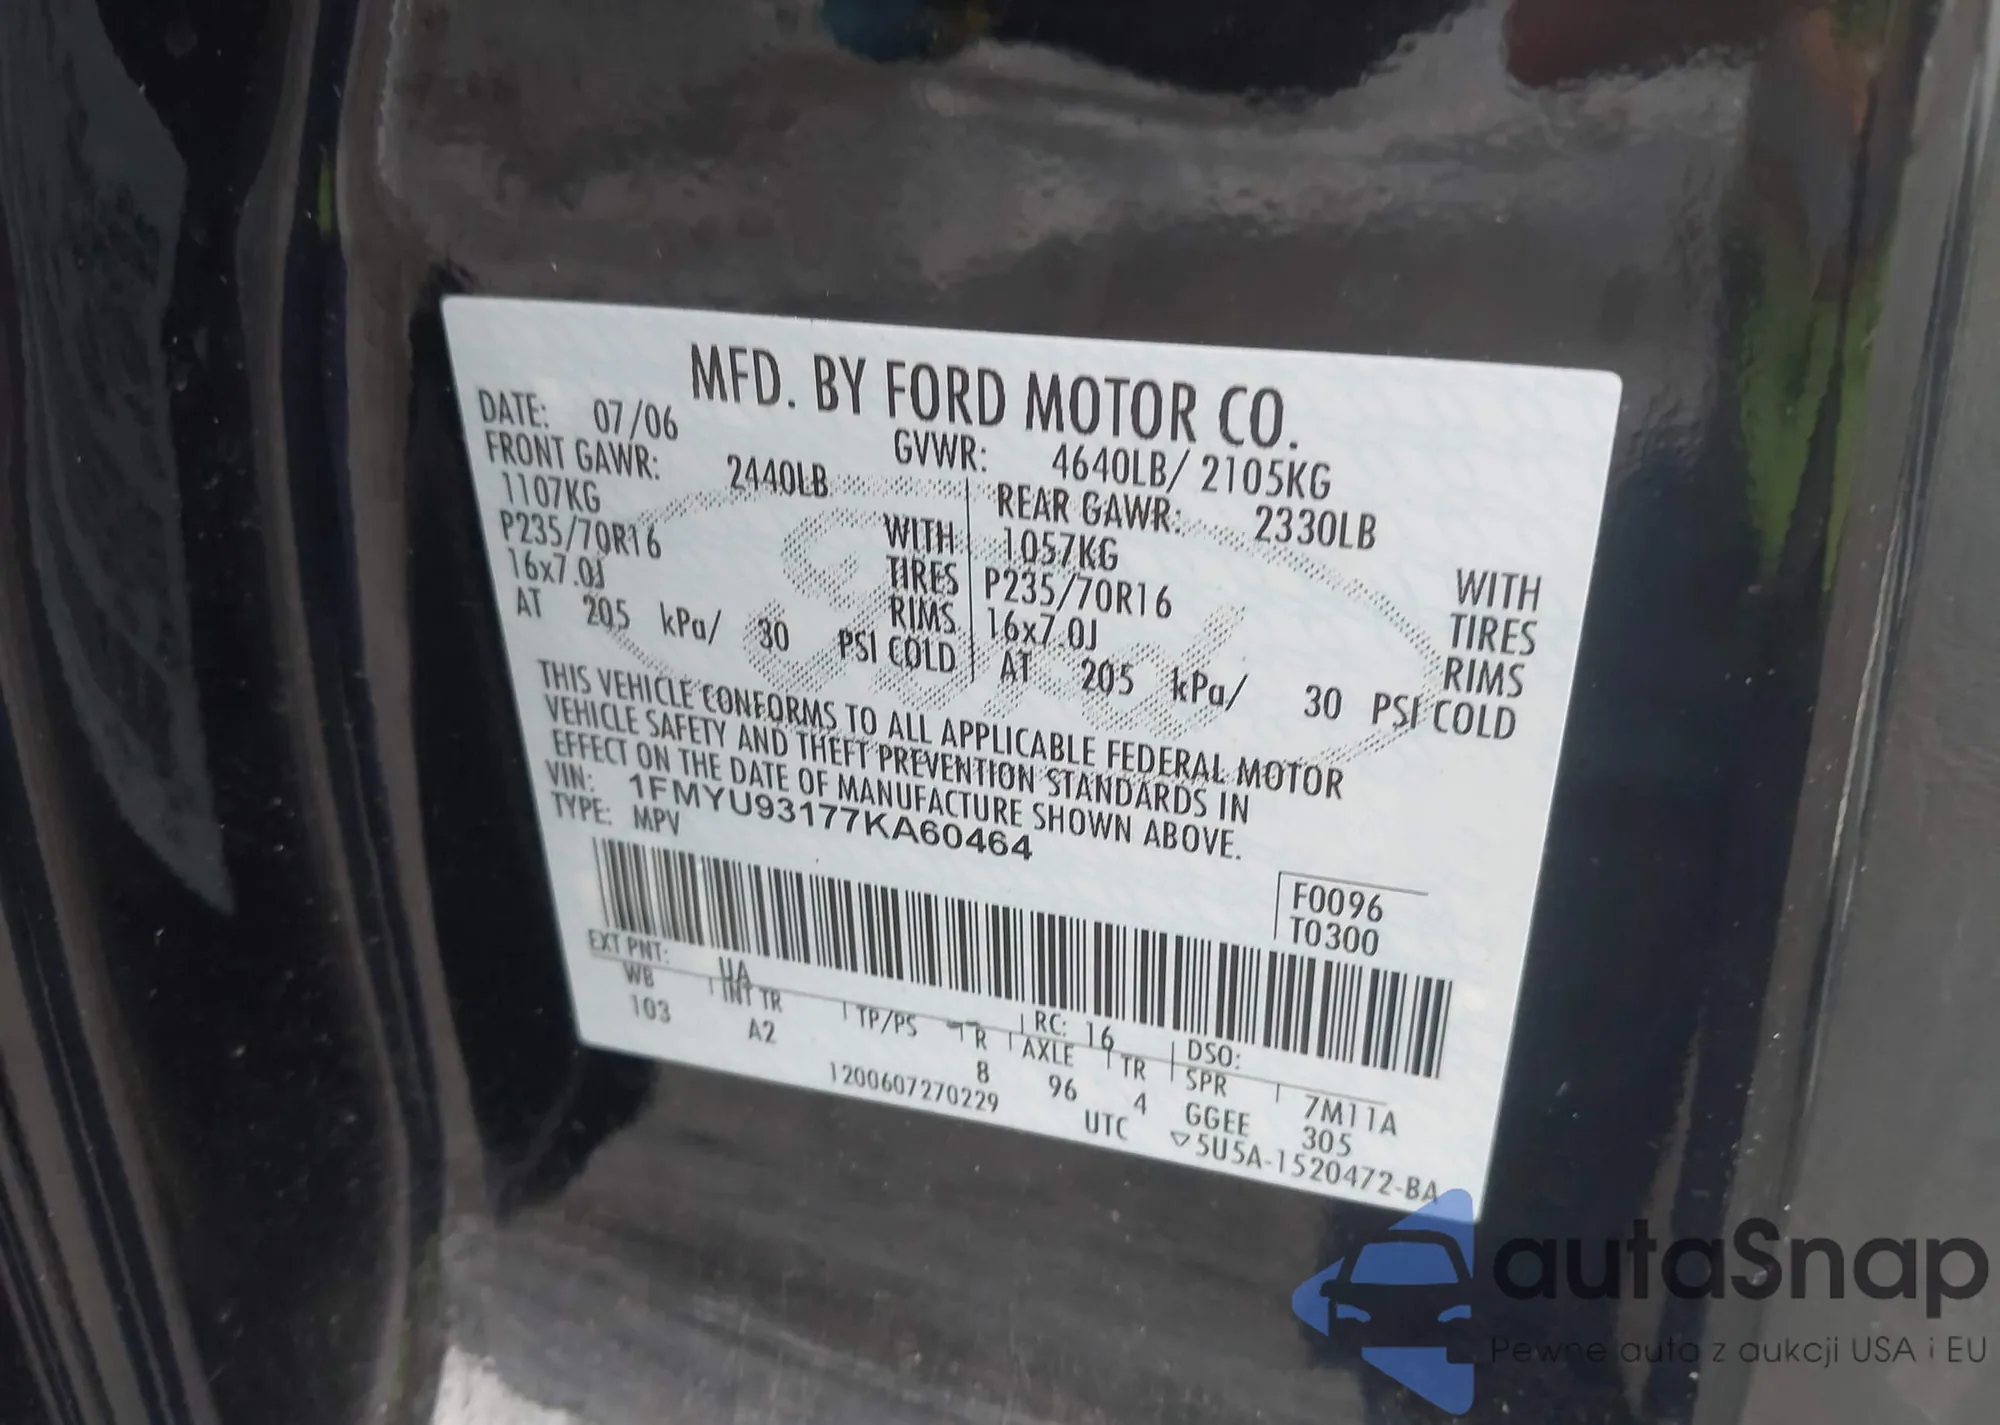 MFD. BY FORD MOTOR CO.
DATE: 07/06 GVWR: 4640LB/ 2105KG
FRONT GAWR: 2440LB REAR GAWR: 2330LB
1107KG WITH 1057KG WITH
P235/70R16 TIRES P235/70R16 TIRES
16x7.0J RIMS 16x7.0J RIMS
AT 205 kPa/ 30 PSI COLD AT 205 kPa/ 30 PSI COLD
THIS VEHICLE CONFORMS TO ALL APPLICABLE FEDERAL MOTOR
VEHICLE SAFETY AND THEFT PREVENTION STANDARDS IN
EFFECT ON THE DATE OF MANUFACTURE SHOWN ABOVE.
VIN: 1FMYU93177KA60464
TYPE: MPV
F0096
T0300
EXT PNT: UA RC: 16 DSO:
WB INT TR TP/PS R AXLE TR SPR 7M11A
103 A2 8 96 4 GGEE 305
1200607270229 UTC ▽5U5A-1520472-BA
autaSnap
Pewne auta z aukcji USA i EU